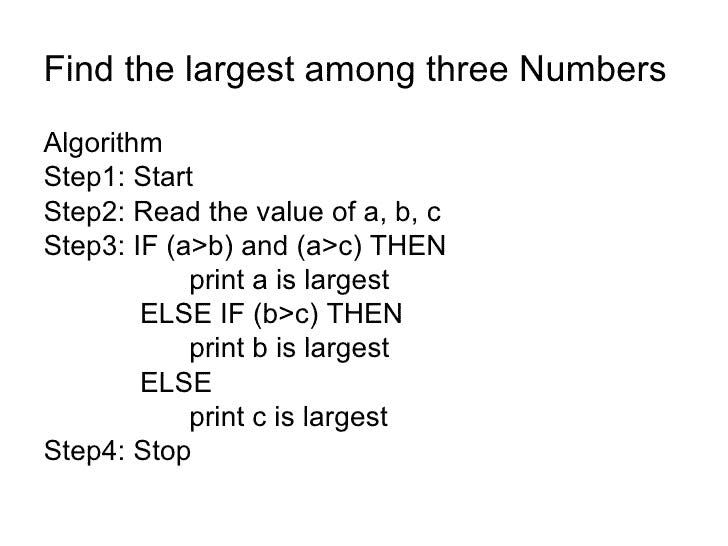 Find the largest among three Numbers
Algorithm
Step1: Start
Step2: Read the value of a, b, c
Step3: IF (a>b) and (a>c) THEN
print a is largest
ELSE IF (b>c) THEN
print b is largest
ELSE
print c is largest
Step4: Stop